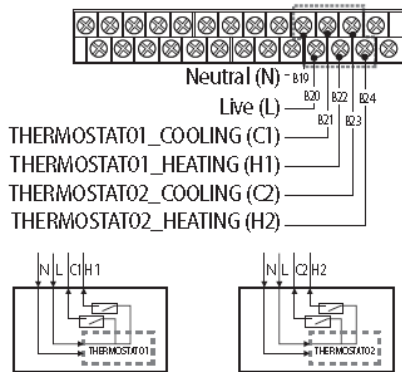 Neutral (N) B19
Live (L) B20 B22 B24
B21 B23
THERMOSTAT01_COOLING (C1)
THERMOSTAT01_HEATING (H1)
THERMOSTAT02_COOLING (C2)
THERMOSTAT02_HEATING (H2)
N L C1 H1
THERMOSTAT01
N L C2 H2
THERMOSTAT02